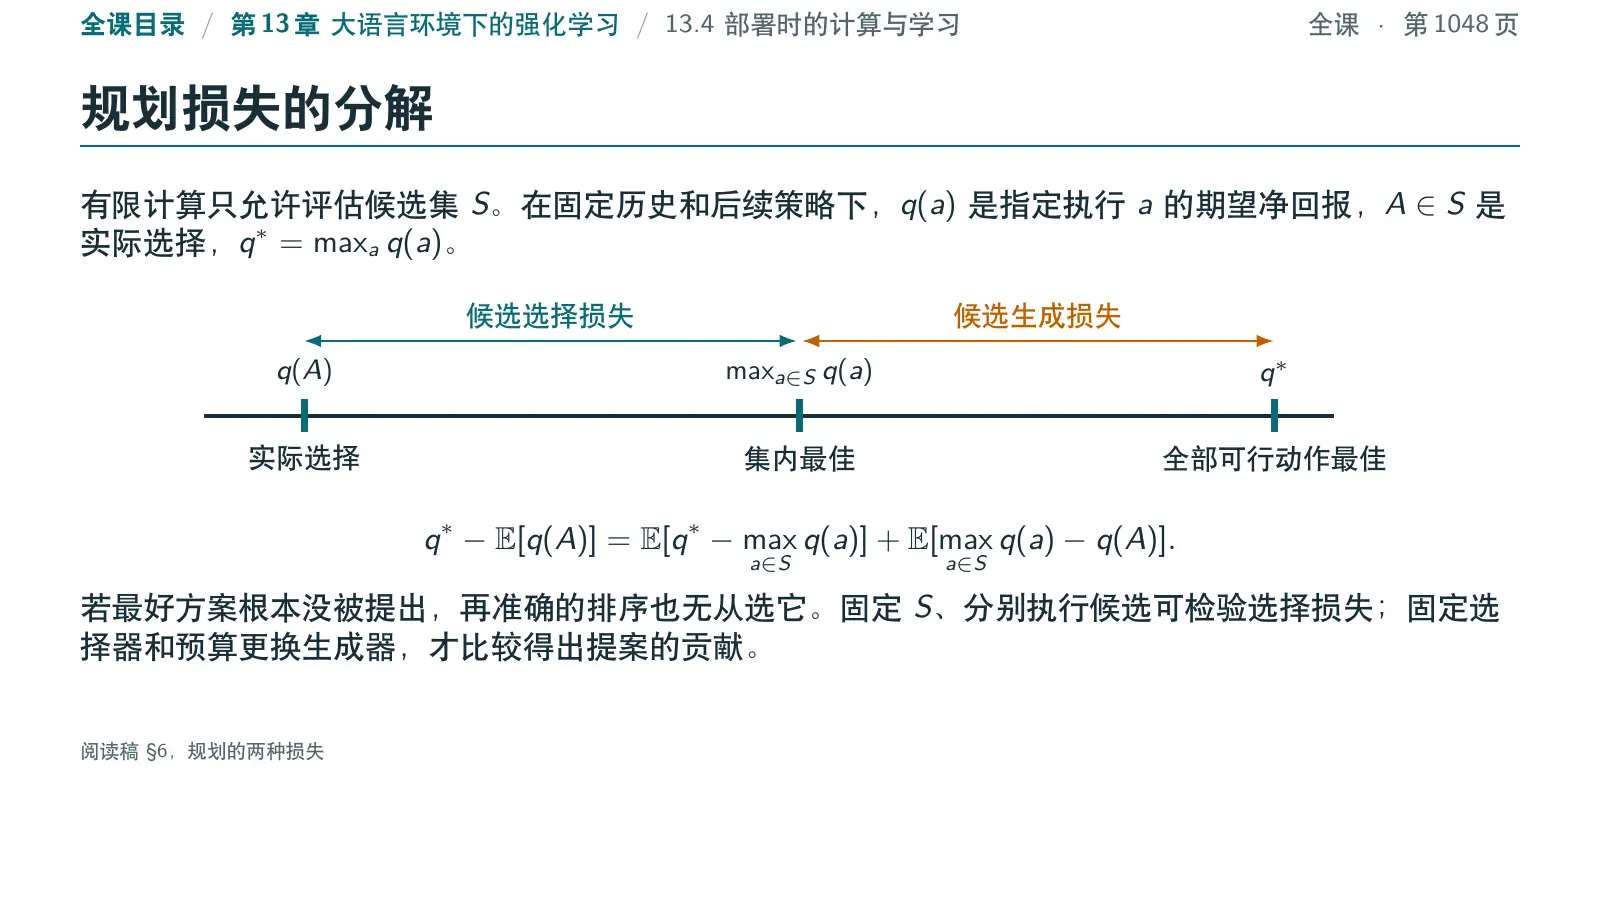 全课目录 / 第 13 章 大语言环境下的强化学习 / 13.4 部署时的计算与学习 全课 · 第 1048 页
规划损失的分解
有限计算只允许评估候选集 S。在固定历史和后续策略下，q(a) 是指定执行 a 的期望净回报，A ∈ S 是
实际选择，q* = maxₐ q(a)。
候选选择损失 候选生成损失
q(A) max_{a∈S} q(a) q*
实际选择 集内最佳 全部可行动作最佳
q* − 𝔼[q(A)] = 𝔼[q* − max_{a∈S} q(a)] + 𝔼[max_{a∈S} q(a) − q(A)].
若最好方案根本没被提出，再准确的排序也无从选它。固定 S、分别执行候选可检验选择损失；固定选
择器和预算更换生成器，才比较得出提案的贡献。
阅读稿 §6，规划的两种损失